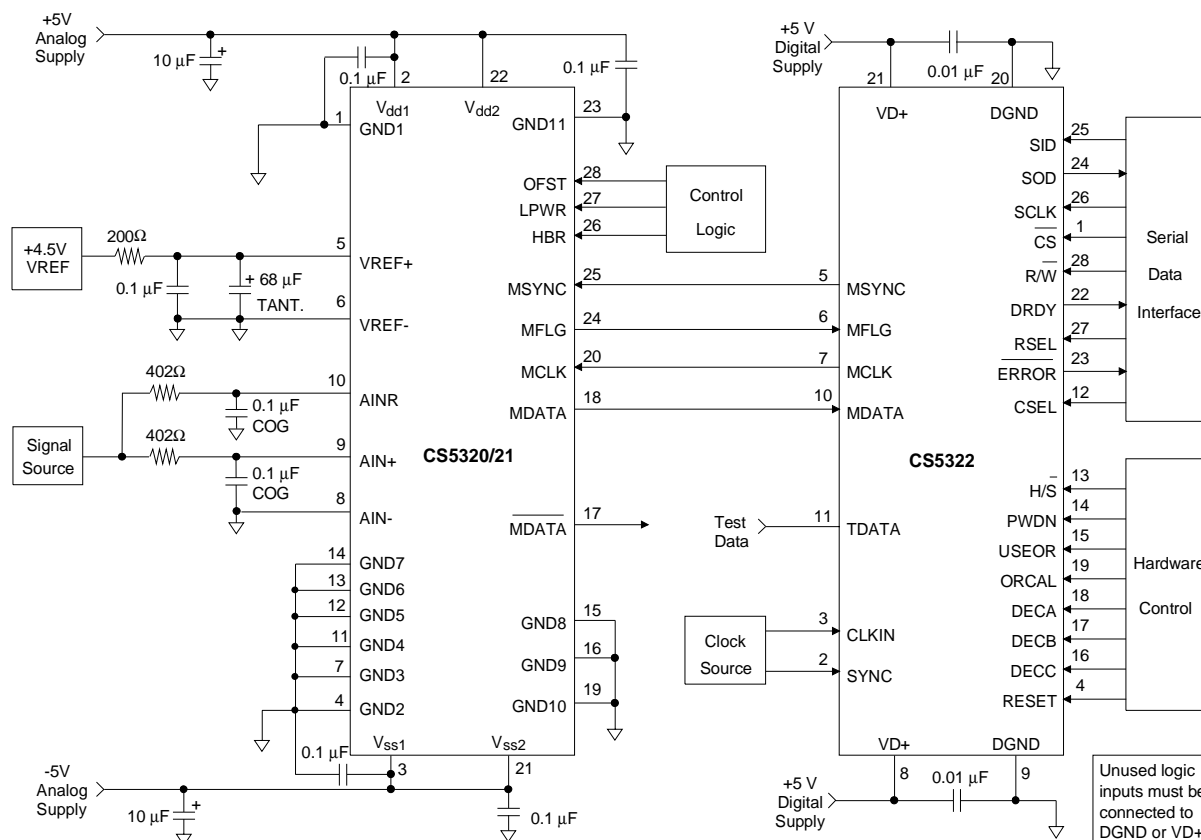 +5V
Analog
Supply
10 µF
+
0.1 µF
2
22
0.1 µF
Vdd1
Vdd2
1
GND1
23
GND11
28
OFST
27
LPWR
26
HBR
Control
Logic
+4.5V
VREF
200Ω
5
VREF+
0.1 µF
+ 68 µF
TANT.
6
VREF-
25
MSYNC
24
MFLG
20
MCLK
18
MDATA
402Ω
10
AINR
0.1 µF
COG
Signal
Source
402Ω
9
AIN+
0.1 µF
COG
8
AIN-
CS5320/21
17
MDATA
14
GND7
13
GND6
12
GND5
11
GND4
7
GND3
4
GND2
15
GND8
16
GND9
19
GND10
0.1 µF
Vss1
3
Vss2
21
-5V
Analog
Supply
10 µF
+
0.1 µF
+5 V
Digital
Supply
21
0.01 µF
20
VD+
DGND
25
SID
24
SOD
26
SCLK
1
CS
28
R/W
22
DRDY
27
RSEL
23
ERROR
12
CSEL
Serial
Data
Interface
5
MSYNC
6
MFLG
7
MCLK
10
MDATA
CS5322
Test
Data
11
TDATA
13
H/S
14
PWDN
15
USEOR
19
ORCAL
18
DECA
17
DECB
16
DECC
4
RESET
Hardware
Control
Clock
Source
3
CLKIN
2
SYNC
VD+
DGND
+5 V
Digital
Supply
8
0.01 µF
9
Unused logic
inputs must be
connected to
DGND or VD+